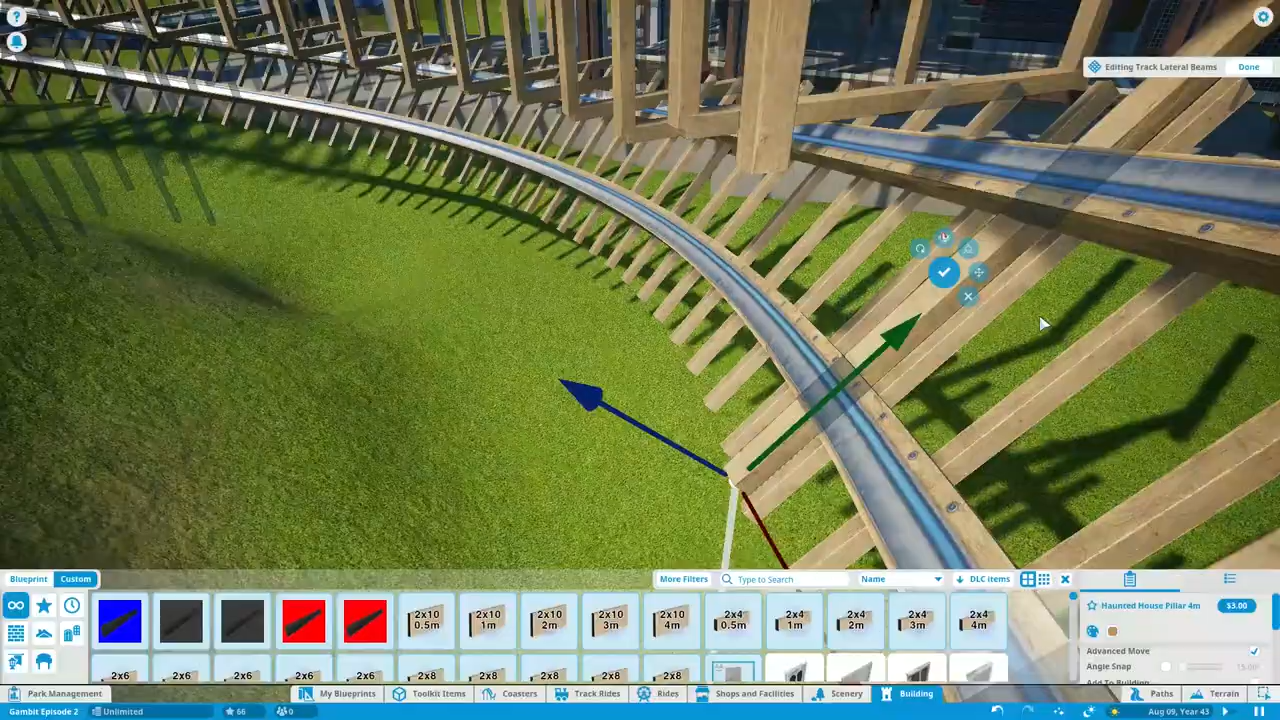 ?
Editing Track Lateral Beams Done
Blueprint Custom More Filters Type to Search Name DLC items
2x10 0.5m 2x10 1m 2x10 2m 2x10 3m 2x10 4m 2x4 0.5m 2x4 1m 2x4 2m 2x4 3m 2x4 4m
2x6 2x6 2x6 2x6 2x6 2x8 2x8 2x8 2x8 2x8
Haunted House Pillar 4m $3.00
Advanced Move
Angle Snap 15.00°
Park Management My Blueprints Toolkit Items Coasters Track Rides Rides Shops and Facilities Scenery Building Paths Terrain
Gambit Episode 2 Unlimited 66 0 Aug 09, Year 43